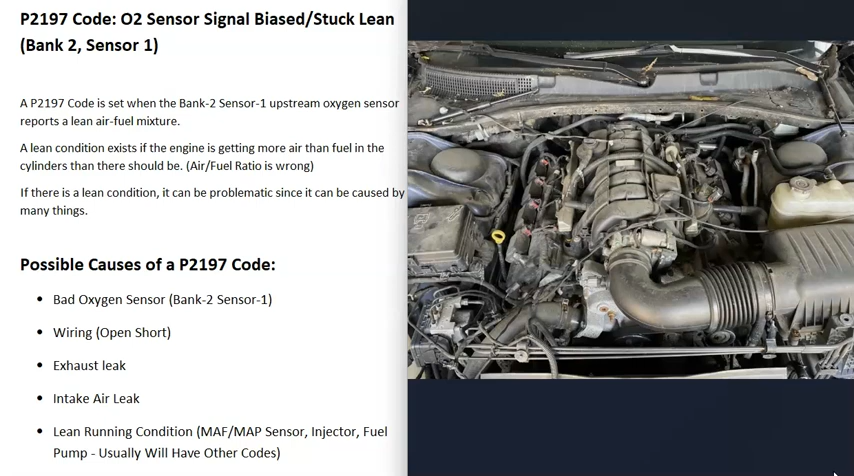 P2197 Code: O2 Sensor Signal Biased/Stuck Lean
(Bank 2, Sensor 1)
A P2197 Code is set when the Bank-2 Sensor-1 upstream oxygen sensor
reports a lean air-fuel mixture.
A lean condition exists if the engine is getting more air than fuel in the
cylinders than there should be. (Air/Fuel Ratio is wrong)
If there is a lean condition, it can be problematic since it can be caused by
many things.
Possible Causes of a P2197 Code:
• Bad Oxygen Sensor (Bank-2 Sensor-1)
• Wiring (Open Short)
• Exhaust leak
• Intake Air Leak
• Lean Running Condition (MAF/MAP Sensor, Injector, Fuel
Pump - Usually Will Have Other Codes)